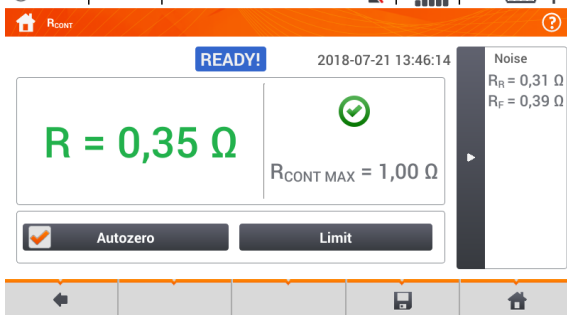 RCONT
READY!
2018-07-21 13:46:14
R = 0,35 Ω
RCONT MAX = 1,00 Ω
Autozero
Limit
Noise
RR = 0,31 Ω
RF = 0,39 Ω